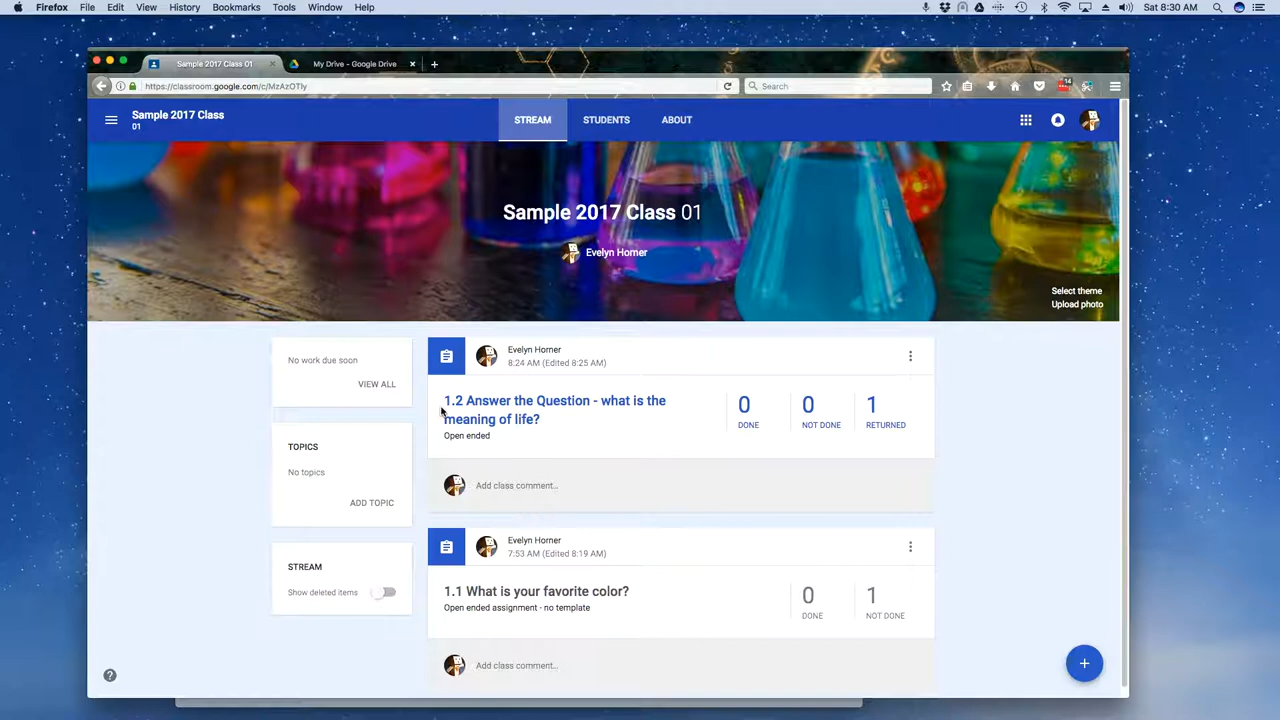 Firefox File Edit View History Bookmarks Tools Window Help Sat 8:30 AM
Sample 2017 Class 01 My Drive - Google Drive
https://classroom.google.com/c/MzAzOTIy Search 14
Sample 2017 Class
01
STREAM STUDENTS ABOUT
Sample 2017 Class 01
Evelyn Horner
Select theme
Upload photo
No work due soon
VIEW ALL
TOPICS
No topics
ADD TOPIC
STREAM
Show deleted items
Evelyn Horner
8:24 AM (Edited 8:25 AM)
1.2 Answer the Question - what is the
meaning of life?
Open ended
0 0 1
DONE NOT DONE RETURNED
Add class comment...
Evelyn Horner
7:53 AM (Edited 8:19 AM)
1.1 What is your favorite color?
Open ended assignment - no template
0 1
DONE NOT DONE
Add class comment...